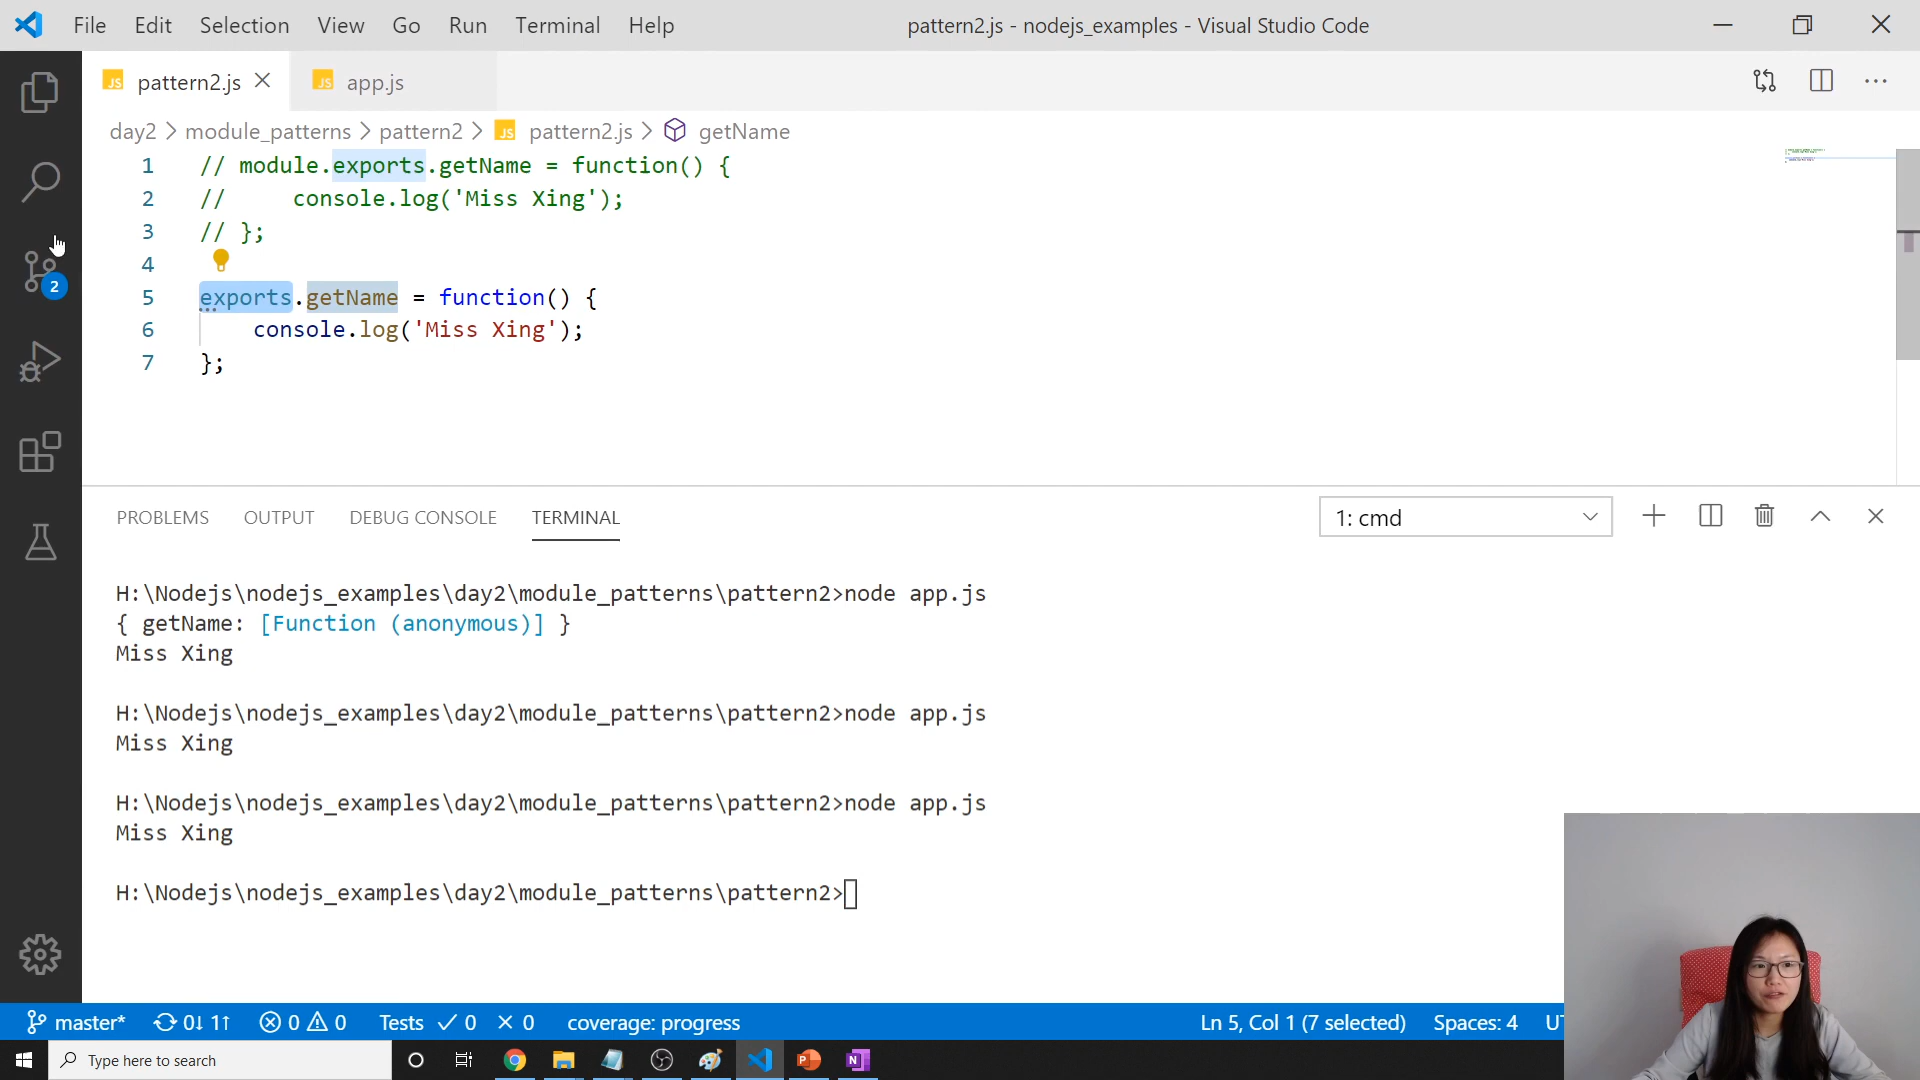 File Edit Selection View Go Run Terminal Help pattern2.js - nodejs_examples - Visual Studio Code
JS pattern2.js JS app.js
day2 > module_patterns > pattern2 > JS pattern2.js > getName
1 // module.exports.getName = function() {
2 // console.log('Miss Xing');
3 // };
4
5 exports.getName = function() {
6 console.log('Miss Xing');
7 };
2
PROBLEMS OUTPUT DEBUG CONSOLE TERMINAL 1: cmd
H:\Nodejs\nodejs_examples\day2\module_patterns\pattern2>node app.js
{ getName: [Function (anonymous)] }
Miss Xing
H:\Nodejs\nodejs_examples\day2\module_patterns\pattern2>node app.js
Miss Xing
H:\Nodejs\nodejs_examples\day2\module_patterns\pattern2>node app.js
Miss Xing
H:\Nodejs\nodejs_examples\day2\module_patterns\pattern2>
master* 0↓ 1↑ 0 0 Tests ✓ 0 × 0 coverage: progress Ln 5, Col 1 (7 selected) Spaces: 4
Type here to search